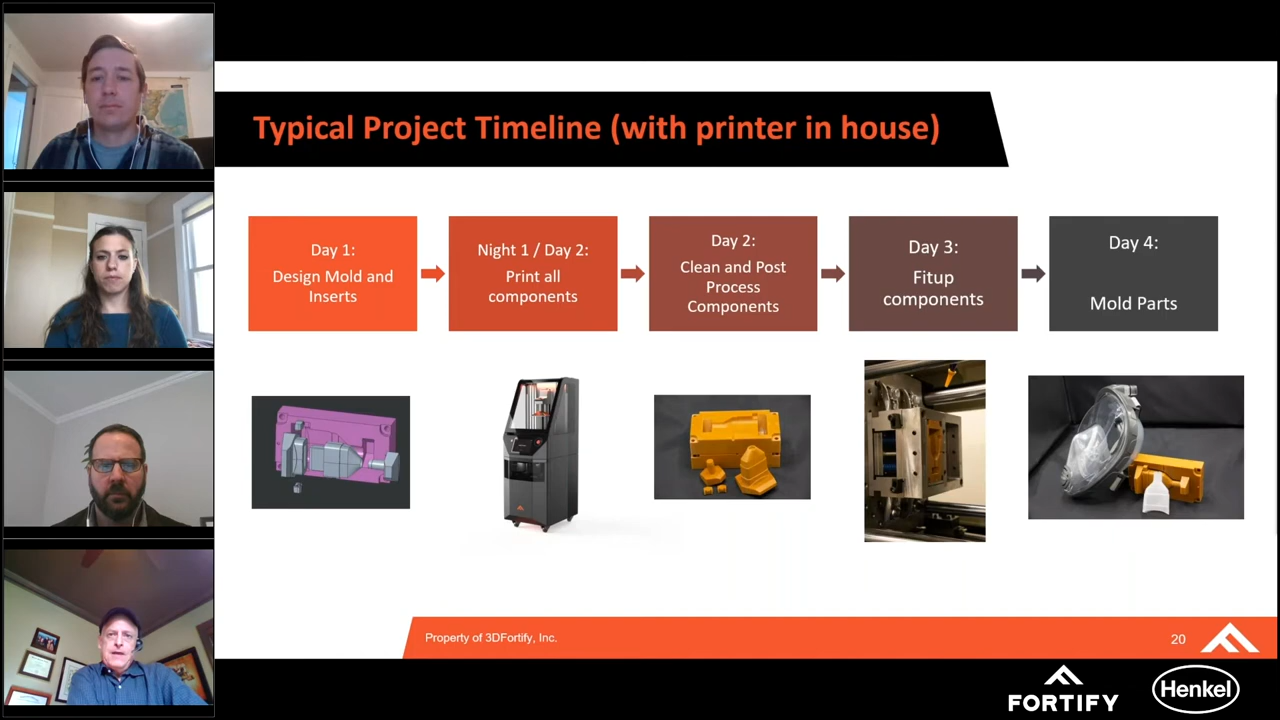 Typical Project Timeline (with printer in house)
Day 1:
Design Mold and
Inserts
Night 1 / Day 2:
Print all
components
Day 2:
Clean and Post
Process
Components
Day 3:
Fitup
components
Day 4:
Mold Parts
Property of 3DFortify, Inc.
20
FORTIFY
Henkel